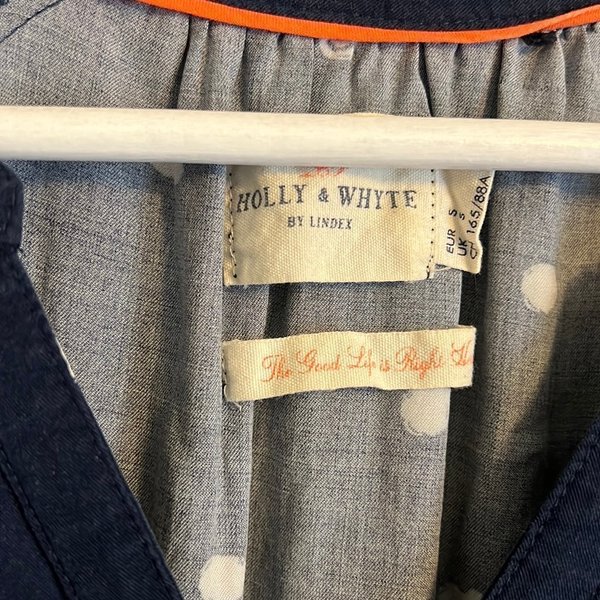 HOLLY & WHYTE
BY LINDEX
EUR S
UK S
CN 165/88A
The Good Life is Right